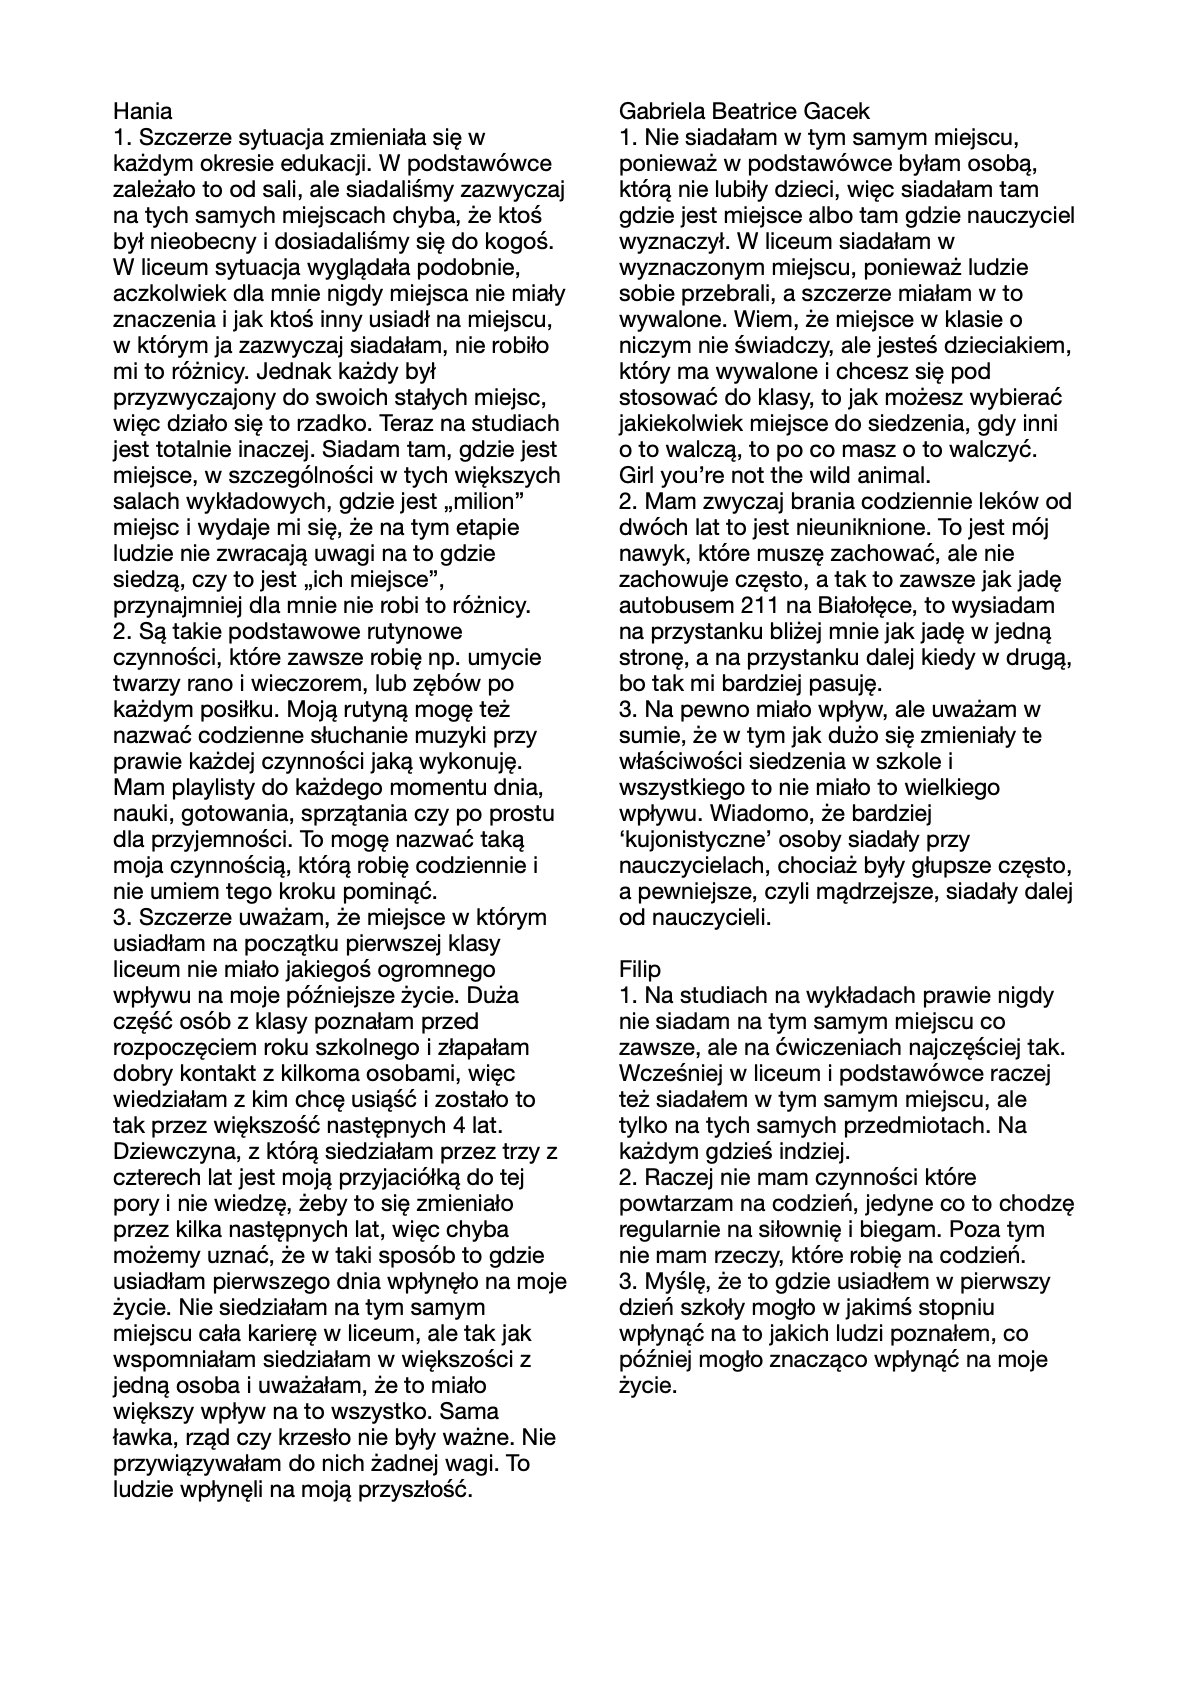 Hania
1. Szczerze sytuacja zmieniała się w
każdym okresie edukacji. W podstawówce
zależało to od sali, ale siadaliśmy zazwyczaj
na tych samych miejscach chyba, że ktoś
był nieobecny i dosiadaliśmy się do kogoś.
W liceum sytuacja wyglądała podobnie,
aczkolwiek dla mnie nigdy miejsca nie miały
znaczenia i jak ktoś inny usiadł na miejscu,
w którym ja zazwyczaj siadałam, nie robiło
mi to różnicy. Jednak każdy był
przyzwyczajony do swoich stałych miejsc,
więc działo się to rzadko. Teraz na studiach
jest totalnie inaczej. Siadam tam, gdzie jest
miejsce, w szczególności w tych większych
salach wykładowych, gdzie jest „milion”
miejsc i wydaje mi się, że na tym etapie
ludzie nie zwracają uwagi na to gdzie
siedzą, czy to jest „ich miejsce”,
przynajmniej dla mnie nie robi to różnicy.
2. Są takie podstawowe rutynowe
czynności, które zawsze robię np. umycie
twarzy rano i wieczorem, lub zębów po
każdym posiłku. Moją rutyną mogę też
nazwać codzienne słuchanie muzyki przy
prawie każdej czynności jaką wykonuję.
Mam playlisty do każdego momentu dnia,
nauki, gotowania, sprzątania czy po prostu
dla przyjemności. To mogę nazwać taką
moja czynnością, którą robię codziennie i
nie umiem tego kroku pominąć.
3. Szczerze uważam, że miejsce w którym
usiadłam na początku pierwszej klasy
liceum nie miało jakiegoś ogromnego
wpływu na moje późniejsze życie. Duża
część osób z klasy poznałam przed
rozpoczęciem roku szkolnego i złapałam
dobry kontakt z kilkoma osobami, więc
wiedziałam z kim chcę usiąść i zostało to
tak przez większość następnych 4 lat.
Dziewczyna, z którą siedziałam przez trzy z
czterech lat jest moją przyjaciółką do tej
pory i nie wiedzę, żeby to się zmieniało
przez kilka następnych lat, więc chyba
możemy uznać, że w taki sposób to gdzie
usiadłam pierwszego dnia wpłynęło na moje
życie. Nie siedziałam na tym samym
miejscu cała karierę w liceum, ale tak jak
wspomniałam siedziałam w większości z
jedną osoba i uważałam, że to miało
większy wpływ na to wszystko. Sama
ławka, rząd czy krzesło nie były ważne. Nie
przywiązywałam do nich żadnej wagi. To
ludzie wpłynęli na moją przyszłość.
Gabriela Beatrice Gacek
1. Nie siadałam w tym samym miejscu,
ponieważ w podstawówce byłam osobą,
którą nie lubiły dzieci, więc siadałam tam
gdzie jest miejsce albo tam gdzie nauczyciel
wyznaczył. W liceum siadałam w
wyznaczonym miejscu, ponieważ ludzie
sobie przebrali, a szczerze miałam w to
wywalone. Wiem, że miejsce w klasie o
niczym nie świadczy, ale jesteś dzieciakiem,
który ma wywalone i chcesz się pod
stosować do klasy, to jak możesz wybierać
jakiekolwiek miejsce do siedzenia, gdy inni
o to walczą, to po co masz o to walczyć.
Girl you’re not the wild animal.
2. Mam zwyczaj brania codziennie leków od
dwóch lat to jest nieuniknione. To jest mój
nawyk, które muszę zachować, ale nie
zachowuje często, a tak to zawsze jak jadę
autobusem 211 na Białołęce, to wysiadam
na przystanku bliżej mnie jak jadę w jedną
stronę, a na przystanku dalej kiedy w drugą,
bo tak mi bardziej pasuję.
3. Na pewno miało wpływ, ale uważam w
sumie, że w tym jak dużo się zmieniały te
właściwości siedzenia w szkole i
wszystkiego to nie miało to wielkiego
wpływu. Wiadomo, że bardziej
‘kujonistyczne’ osoby siadały przy
nauczycielach, chociaż były głupsze często,
a pewniejsze, czyli mądrzejsze, siadały dalej
od nauczycieli.
Filip
1. Na studiach na wykładach prawie nigdy
nie siadam na tym samym miejscu co
zawsze, ale na ćwiczeniach najczęściej tak.
Wcześniej w liceum i podstawówce raczej
też siadałem w tym samym miejscu, ale
tylko na tych samych przedmiotach. Na
każdym gdzieś indziej.
2. Raczej nie mam czynności które
powtarzam na codzień, jedyne co to chodzę
regularnie na siłownię i biegam. Poza tym
nie mam rzeczy, które robię na codzień.
3. Myślę, że to gdzie usiadłem w pierwszy
dzień szkoły mogło w jakimś stopniu
wpłynąć na to jakich ludzi poznałem, co
później mogło znacząco wpłynąć na moje
życie.